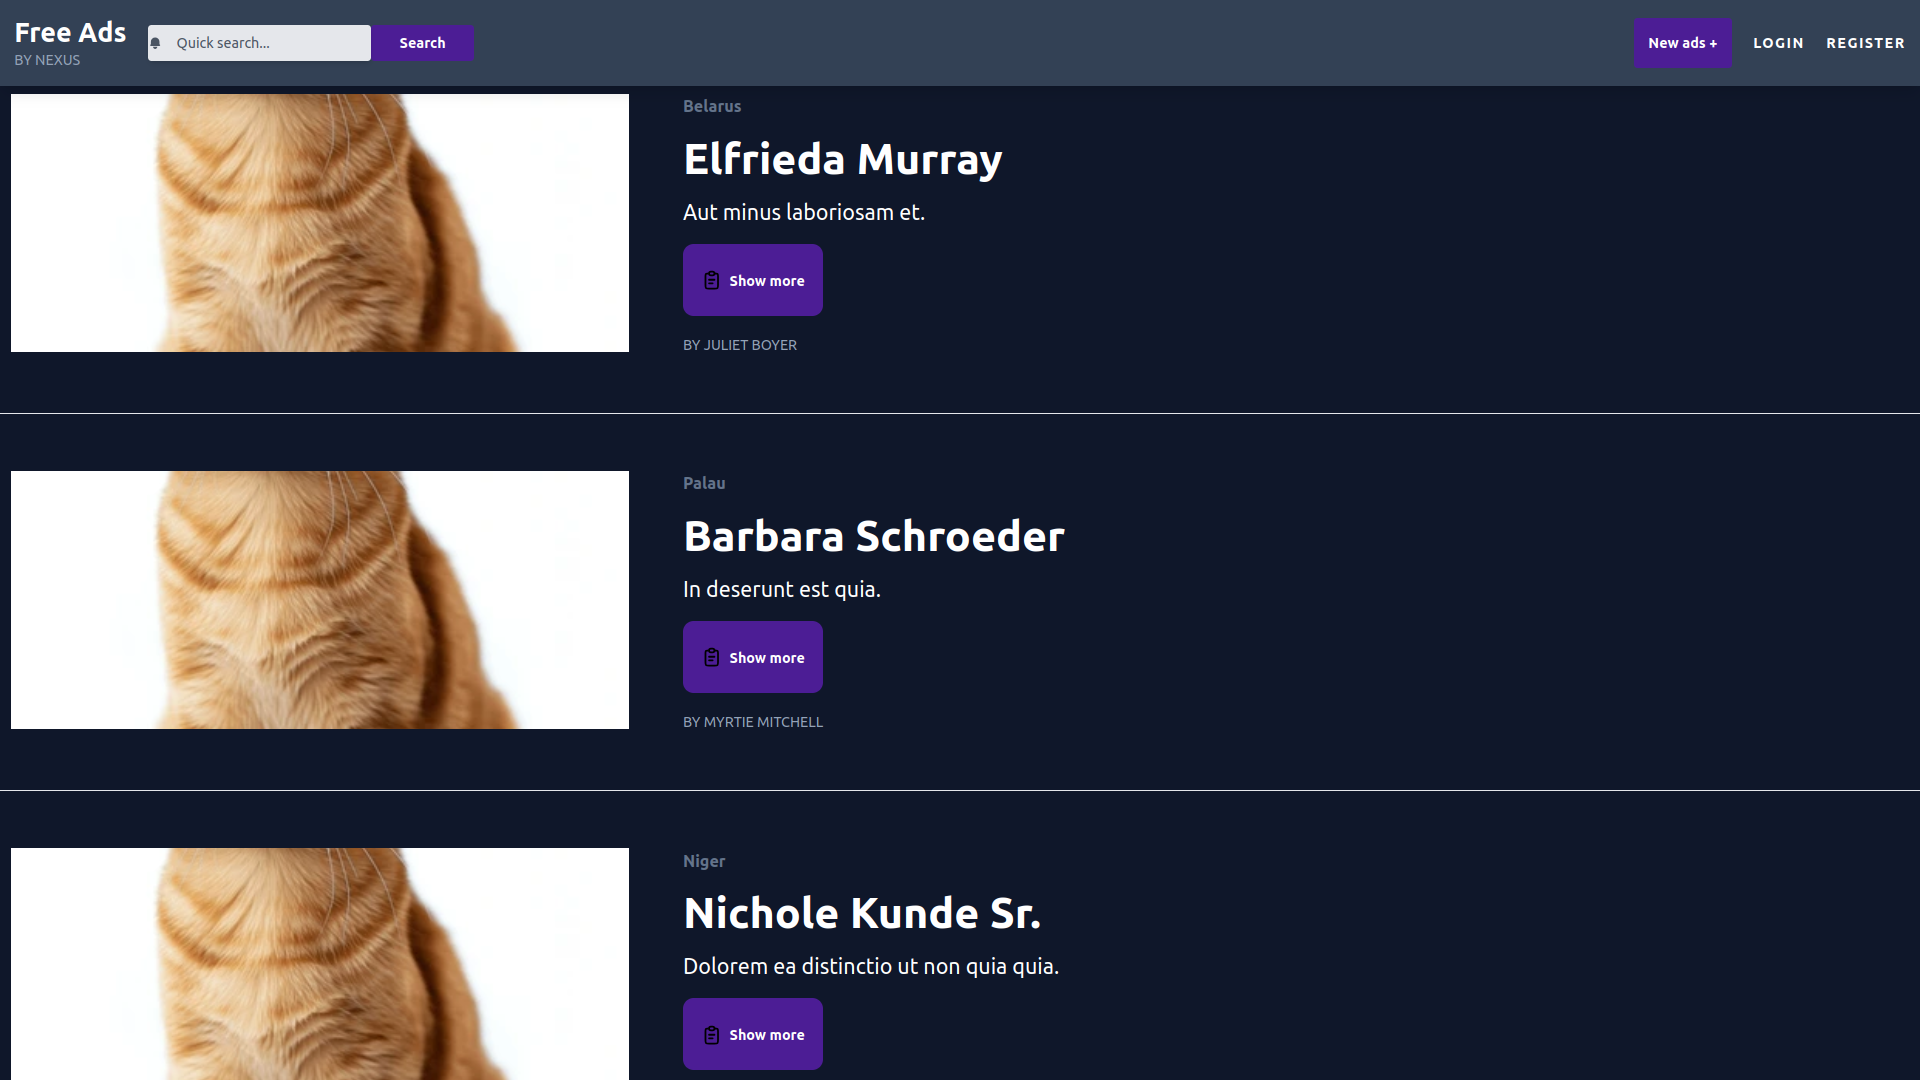 Free Ads
BY NEXUS
Quick search...
Search
New ads +
LOGIN
REGISTER
Belarus
Elfrieda Murray
Aut minus laboriosam et.
Show more
BY JULIET BOYER
Palau
Barbara Schroeder
In deserunt est quia.
Show more
BY MYRTIE MITCHELL
Niger
Nichole Kunde Sr.
Dolorem ea distinctio ut non quia quia.
Show more